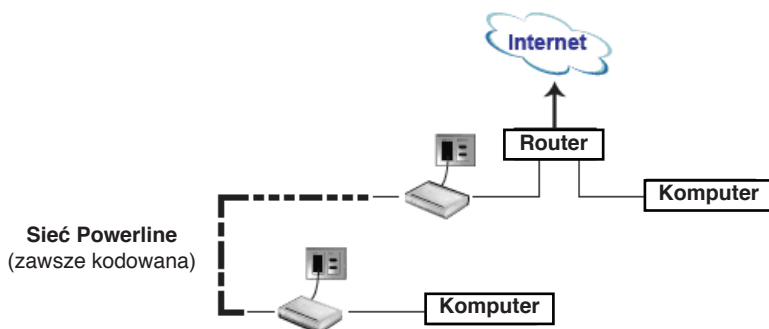 Internet
Router
Komputer
Sieć Powerline
(zawsze kodowana)
Komputer